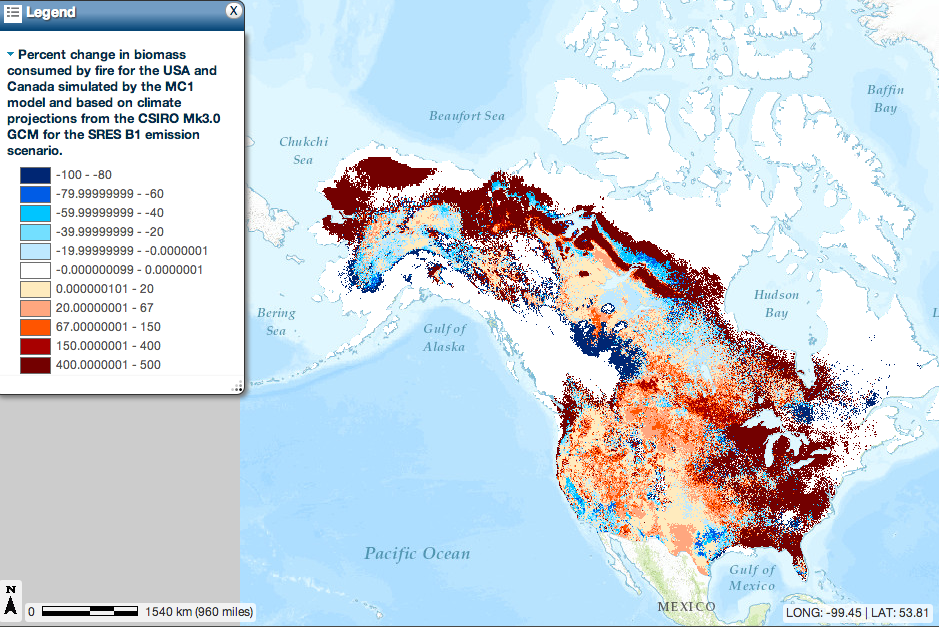 Legend
X
Percent change in biomass
consumed by fire for the USA and
Canada simulated by the MC1
model and based on climate
projections from the CSIRO Mk3.0
GCM for the SRES B1 emission
scenario.
-100 - -80
-79.99999999 - -60
-59.99999999 - -40
-39.99999999 - -20
-19.99999999 - -0.0000001
-0.000000099 - 0.0000001
0.000000101 - 20
20.00000001 - 67
67.00000001 - 150
150.0000001 - 400
400.0000001 - 500
Baffin
Bay
Beaufort Sea
Chukchi
Sea
Hudson
Bay
Bering
Sea
Gulf of
Alaska
L
Pacific Ocean
Gulf of
Mexico
MEXICO
N
0
1540 km (960 miles)
LONG: -99.45 | LAT: 53.81